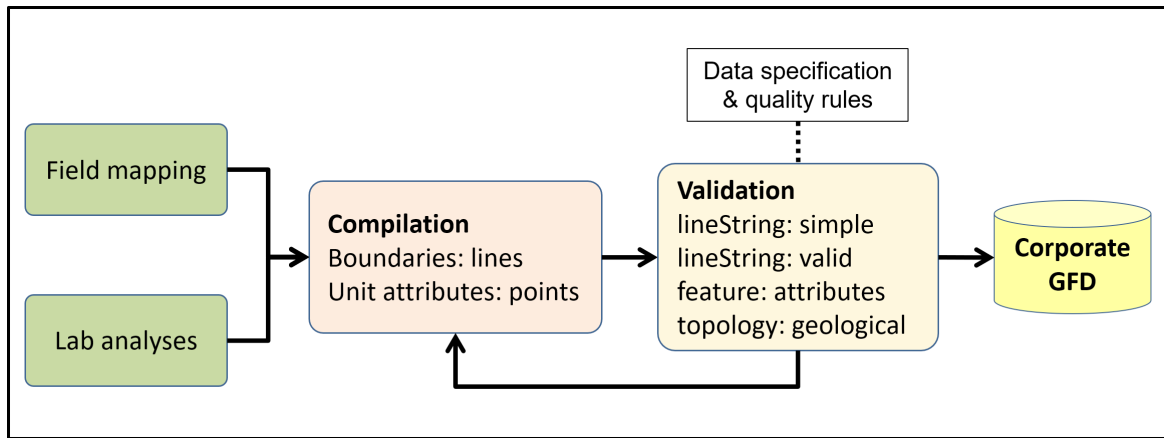 Data specification
& quality rules
Field mapping
Lab analyses
Compilation
Boundaries: lines
Unit attributes: points
Validation
lineString: simple
lineString: valid
feature: attributes
topology: geological
Corporate
GFD